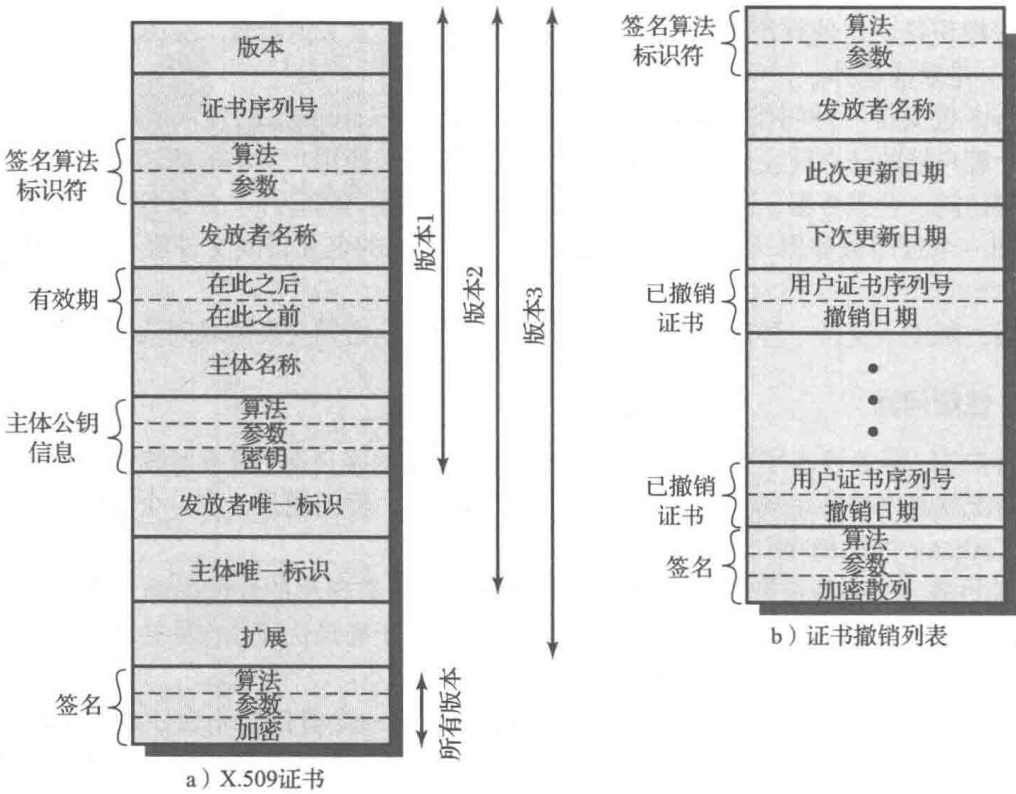 版本
证书序列号
签名算法
标识符
算法
参数
发放者名称
有效期
在此之后
在此之前
主体名称
主体公钥
信息
算法
参数
密钥
发放者唯一标识
主体唯一标识
扩展
签名
算法
参数
加密
版本1
版本2
版本3
所有版本
a）X.509证书
签名算法
标识符
算法
参数
发放者名称
此次更新日期
下次更新日期
已撤销
证书
用户证书序列号
撤销日期
已撤销
证书
用户证书序列号
撤销日期
签名
算法
参数
加密散列
b）证书撤销列表